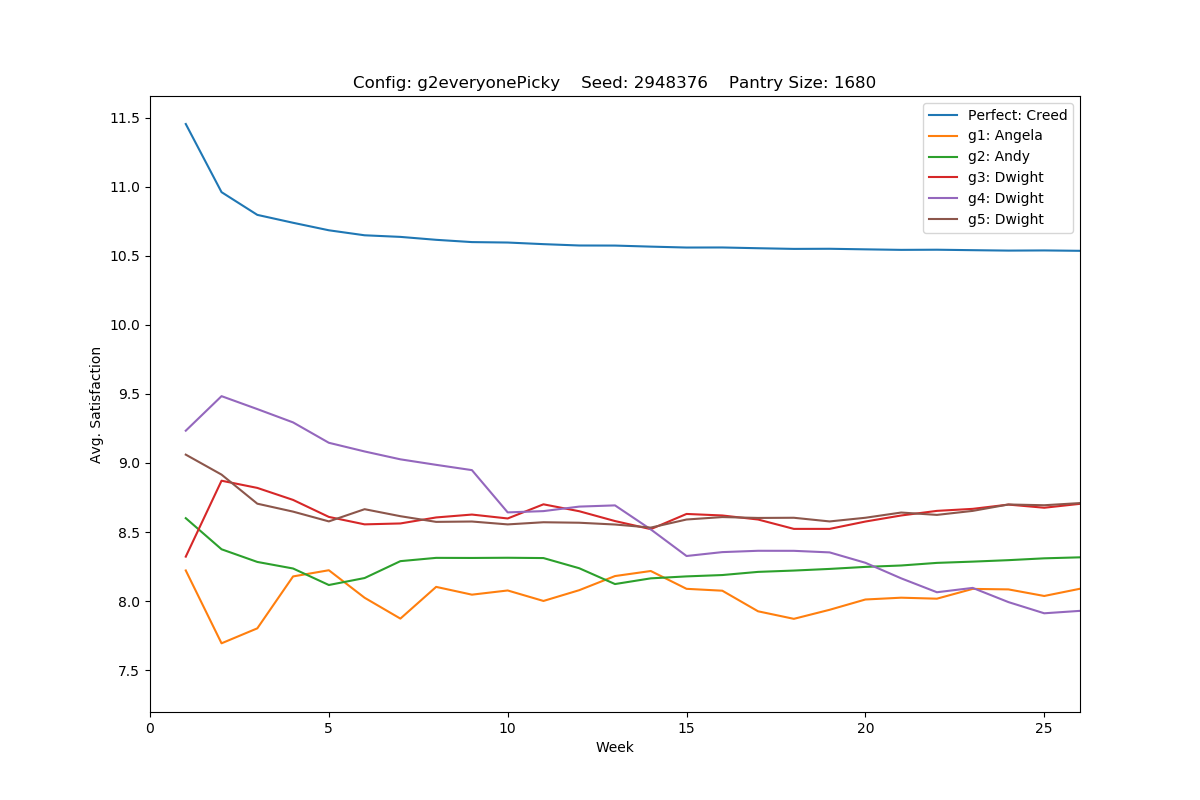 Config: g2everyonePicky    Seed: 2948376    Pantry Size: 1680
Perfect: Creed
g1: Angela
g2: Andy
g3: Dwight
g4: Dwight
g5: Dwight
Avg. Satisfaction
11.5
11.0
10.5
10.0
9.5
9.0
8.5
8.0
7.5
0 5 10 15 20 25
Week